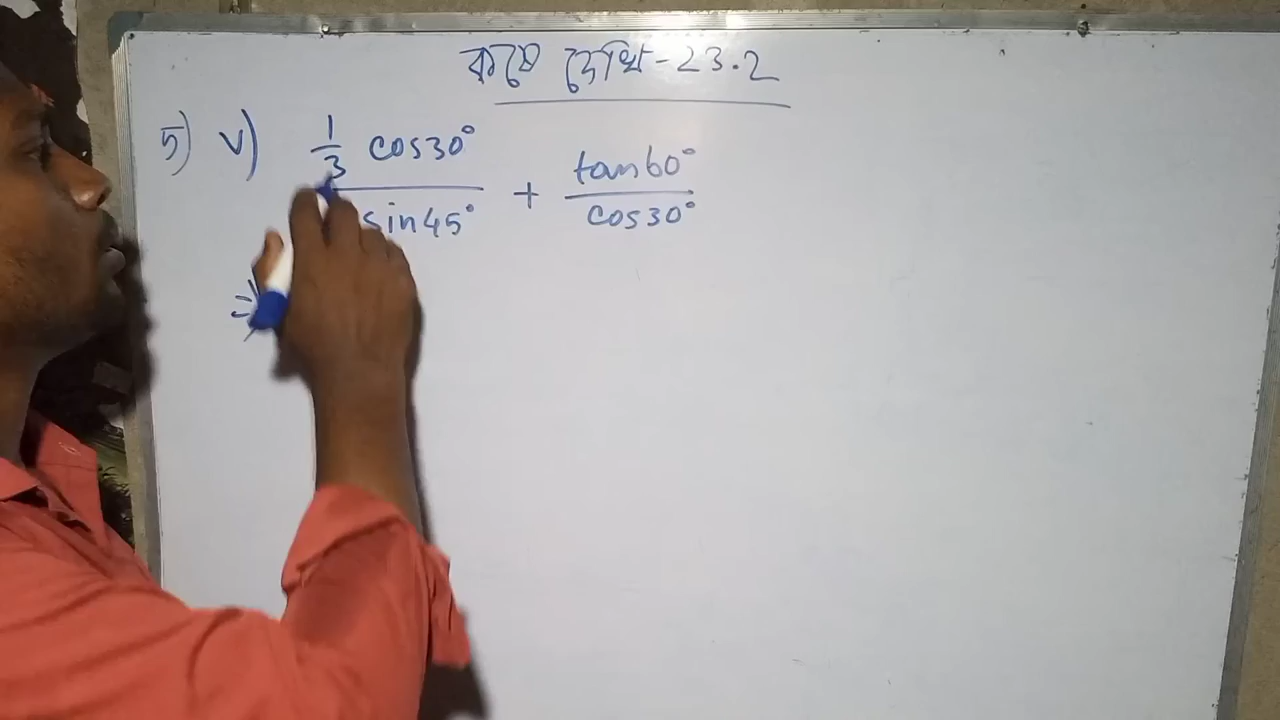 কষে দেখি-23.2
5) v) 1/3 cos30° / sin45° + tan60° / cos30°